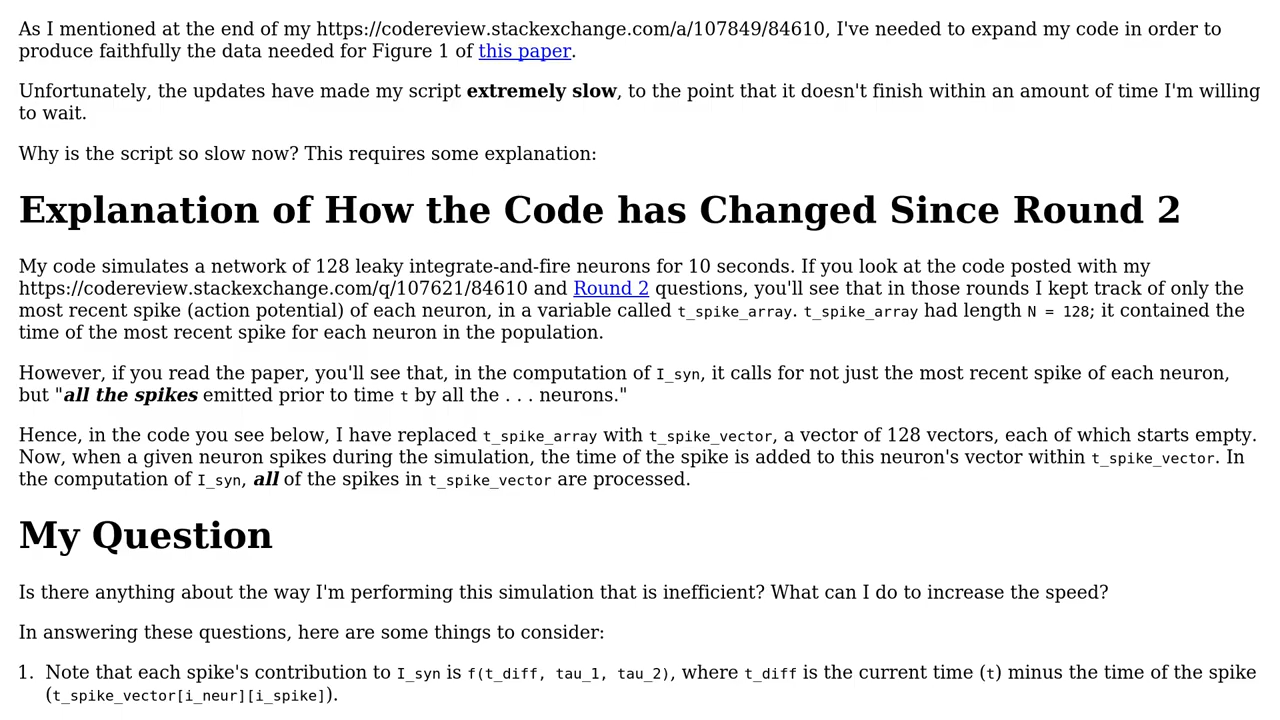 As I mentioned at the end of my https://codereview.stackexchange.com/a/107849/84610, I've needed to expand my code in order to
produce faithfully the data needed for Figure 1 of this paper.
Unfortunately, the updates have made my script extremely slow, to the point that it doesn't finish within an amount of time I'm willing
to wait.
Why is the script so slow now? This requires some explanation:
Explanation of How the Code has Changed Since Round 2
My code simulates a network of 128 leaky integrate-and-fire neurons for 10 seconds. If you look at the code posted with my
https://codereview.stackexchange.com/q/107621/84610 and Round 2 questions, you'll see that in those rounds I kept track of only the
most recent spike (action potential) of each neuron, in a variable called t_spike_array. t_spike_array had length N = 128; it contained the
time of the most recent spike for each neuron in the population.
However, if you read the paper, you'll see that, in the computation of I_syn, it calls for not just the most recent spike of each neuron,
but "all the spikes emitted prior to time t by all the . . . neurons."
Hence, in the code you see below, I have replaced t_spike_array with t_spike_vector, a vector of 128 vectors, each of which starts empty.
Now, when a given neuron spikes during the simulation, the time of the spike is added to this neuron's vector within t_spike_vector. In
the computation of I_syn, all of the spikes in t_spike_vector are processed.
My Question
Is there anything about the way I'm performing this simulation that is inefficient? What can I do to increase the speed?
In answering these questions, here are some things to consider:
1. Note that each spike's contribution to I_syn is f(t_diff, tau_1, tau_2), where t_diff is the current time (t) minus the time of the spike
(t_spike_vector[i_neur][i_spike]).